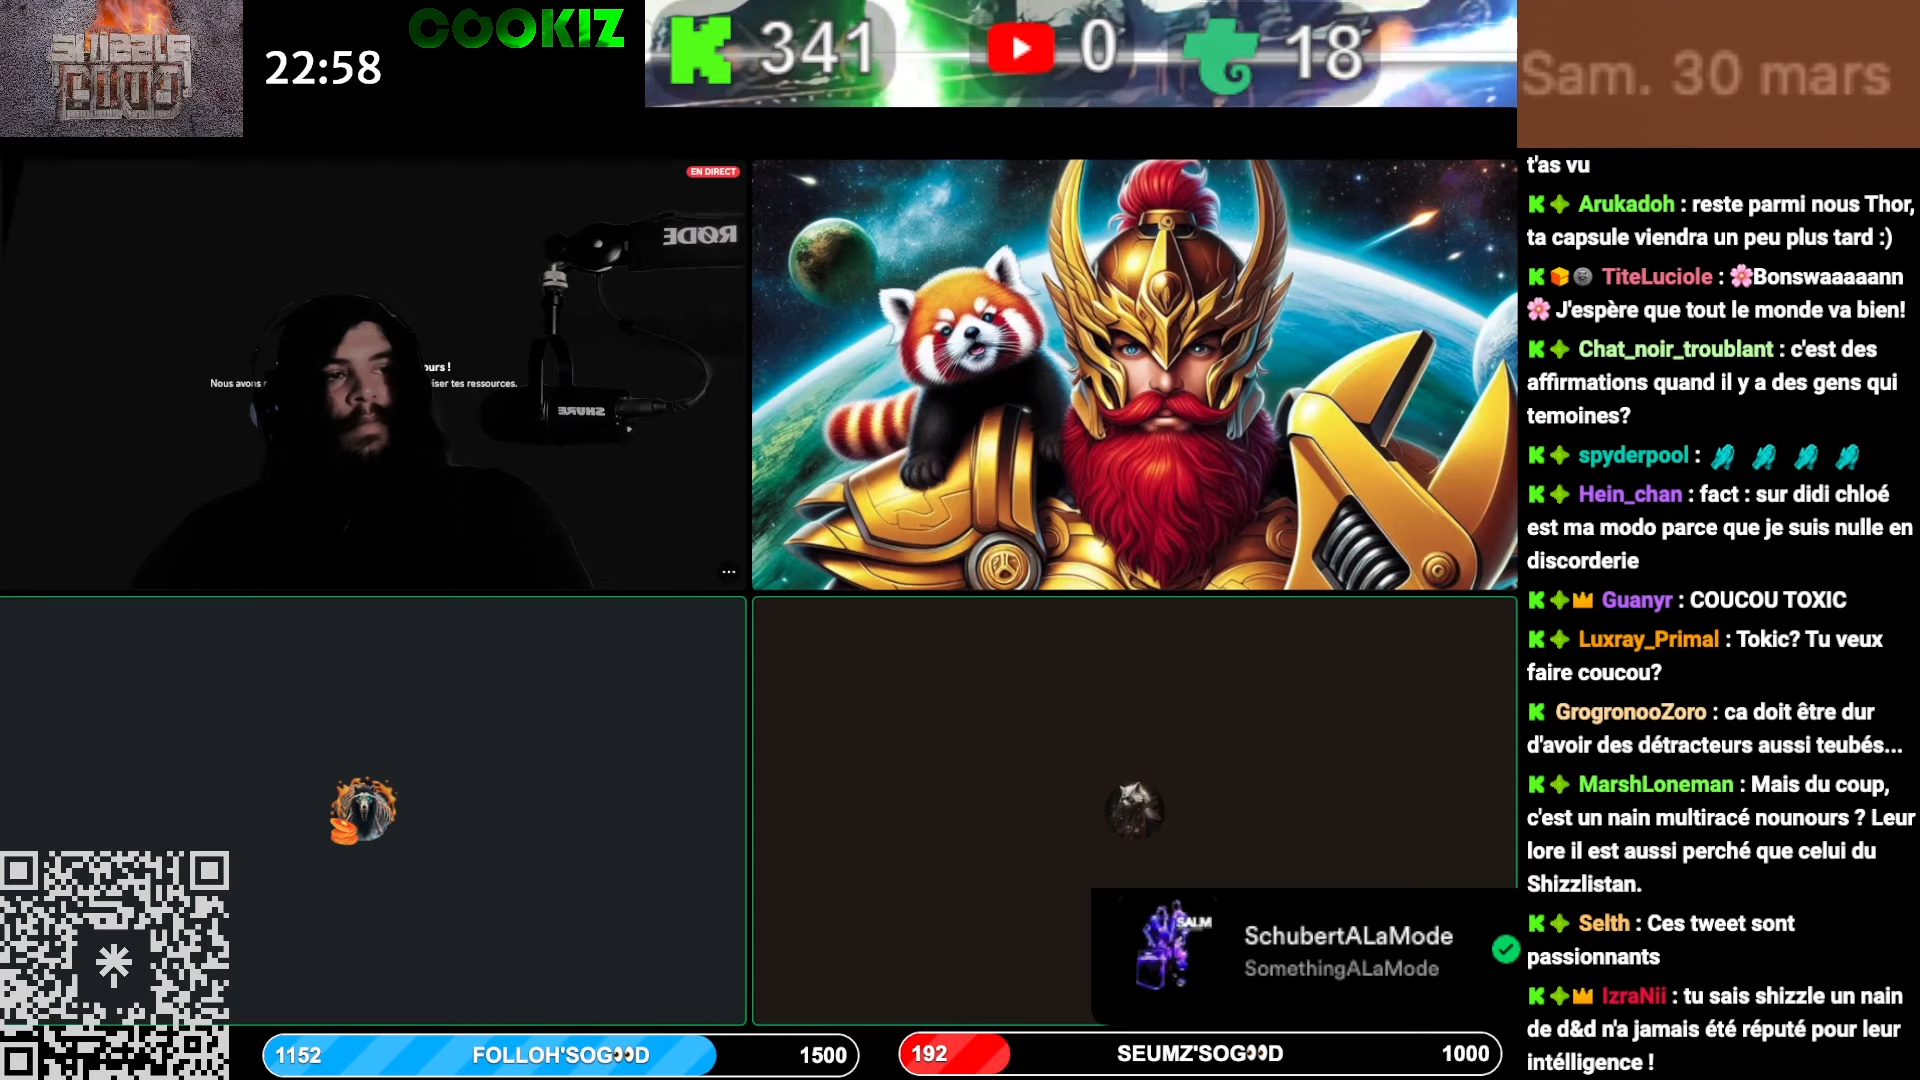 SHIZZLE
22:58
COOKIZ
341
0
18
Sam. 30 mars
EN DIRECT
RØDE
ours !
Nous avons
iser tes ressources.
SHURE
t'as vu
Arukadoh : reste parmi nous Thor,
ta capsule viendra un peu plus tard :)
TiteLuciole : 🌸Bonswaaaaann
🌸 J'espère que tout le monde va bien!
Chat_noir_troublant : c'est des
affirmations quand il y a des gens qui
temoines?
spyderpool :
Hein_chan : fact : sur didi chloé
est ma modo parce que je suis nulle en
discorderie
Guanyr : COUCOU TOXIC
Luxray_Primal : Tokic? Tu veux
faire coucou?
GrogronooZoro : ca doit être dur
d'avoir des détracteurs aussi teubés...
MarshLoneman : Mais du coup,
c'est un nain multiracé nounours ? Leur
lore il est aussi perché que celui du
Shizzlistan.
Selth : Ces tweet sont
passionnants
IzraNii : tu sais shizzle un nain
de d&d n'a jamais été réputé pour leur
intélligence !
SALM
SchubertALaMode
SomethingALaMode
1152 FOLLOH'SOG👀D 1500
192 SEUMZ'SOG👀D 1000